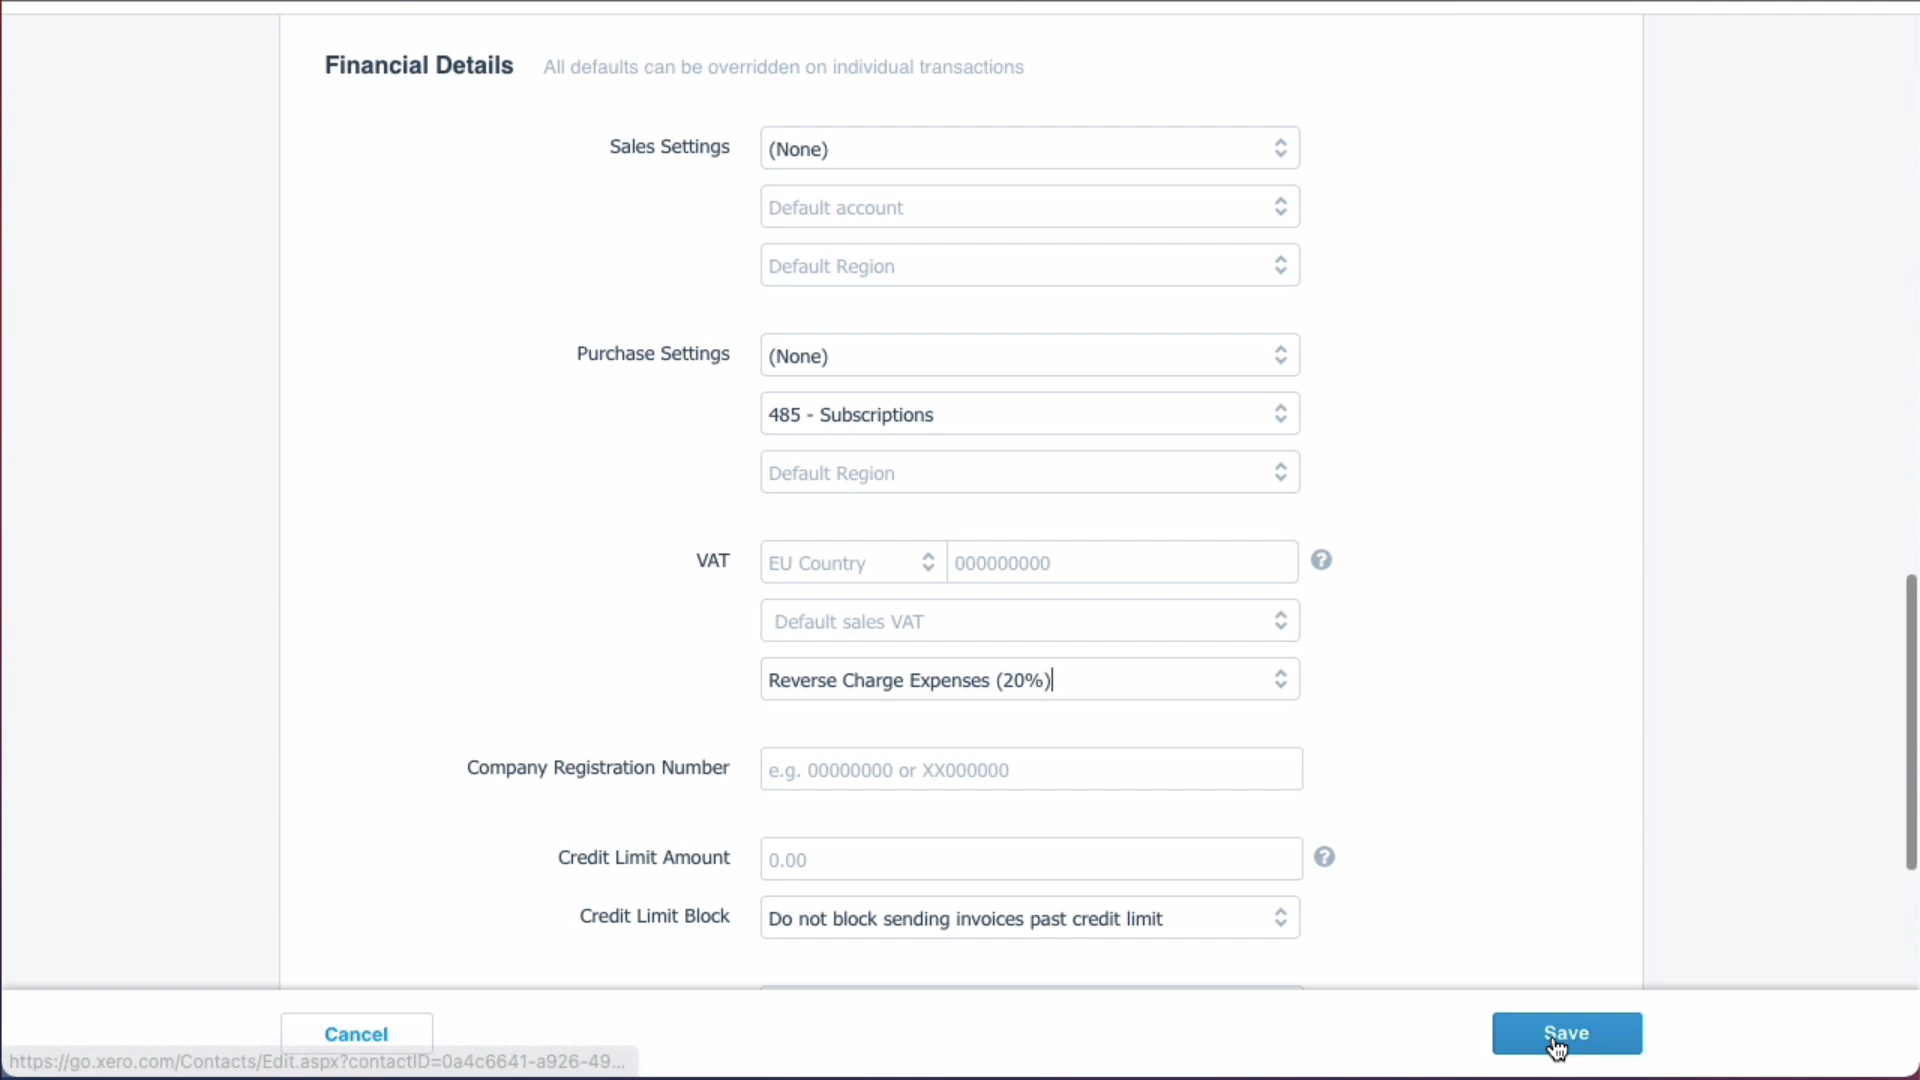 Financial Details All defaults can be overridden on individual transactions
Sales Settings (None)
Default account
Default Region
Purchase Settings (None)
485 - Subscriptions
Default Region
VAT EU Country 000000000
Default sales VAT
Reverse Charge Expenses (20%)
Company Registration Number e.g. 00000000 or XX000000
Credit Limit Amount 0.00
Credit Limit Block Do not block sending invoices past credit limit
Cancel Save
https://go.xero.com/Contacts/Edit.aspx?contactID=0a4c6641-a926-49...